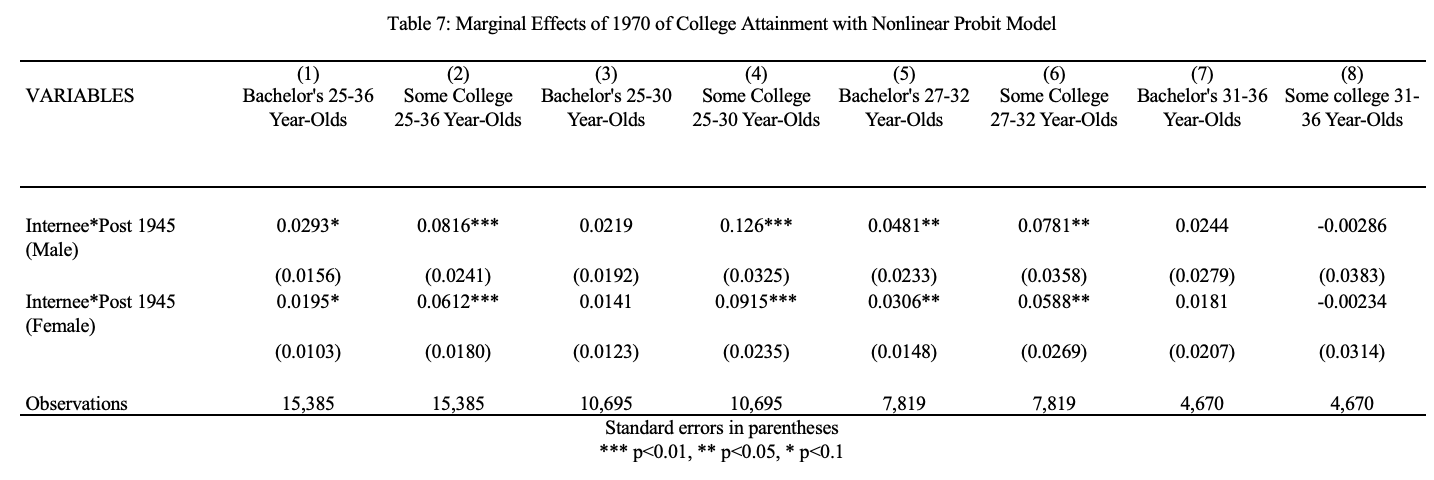 Table 7: Marginal Effects of 1970 of College Attainment with Nonlinear Probit Model
(1) (2) (3) (4) (5) (6) (7) (8)
VARIABLES Bachelor's 25-36 Some College Bachelor's 25-30 Some College Bachelor's 27-32 Some College Bachelor's 31-36 Some college 31-
Year-Olds 25-36 Year-Olds Year-Olds 25-30 Year-Olds Year-Olds 27-32 Year-Olds Year-Olds 36 Year-Olds
Internee*Post 1945 0.0293* 0.0816*** 0.0219 0.126*** 0.0481** 0.0781** 0.0244 -0.00286
(Male)
(0.0156) (0.0241) (0.0192) (0.0325) (0.0233) (0.0358) (0.0279) (0.0383)
Internee*Post 1945 0.0195* 0.0612*** 0.0141 0.0915*** 0.0306** 0.0588** 0.0181 -0.00234
(Female)
(0.0103) (0.0180) (0.0123) (0.0235) (0.0148) (0.0269) (0.0207) (0.0314)
Observations 15,385 15,385 10,695 10,695 7,819 7,819 4,670 4,670
Standard errors in parentheses
*** p<0.01, ** p<0.05, * p<0.1